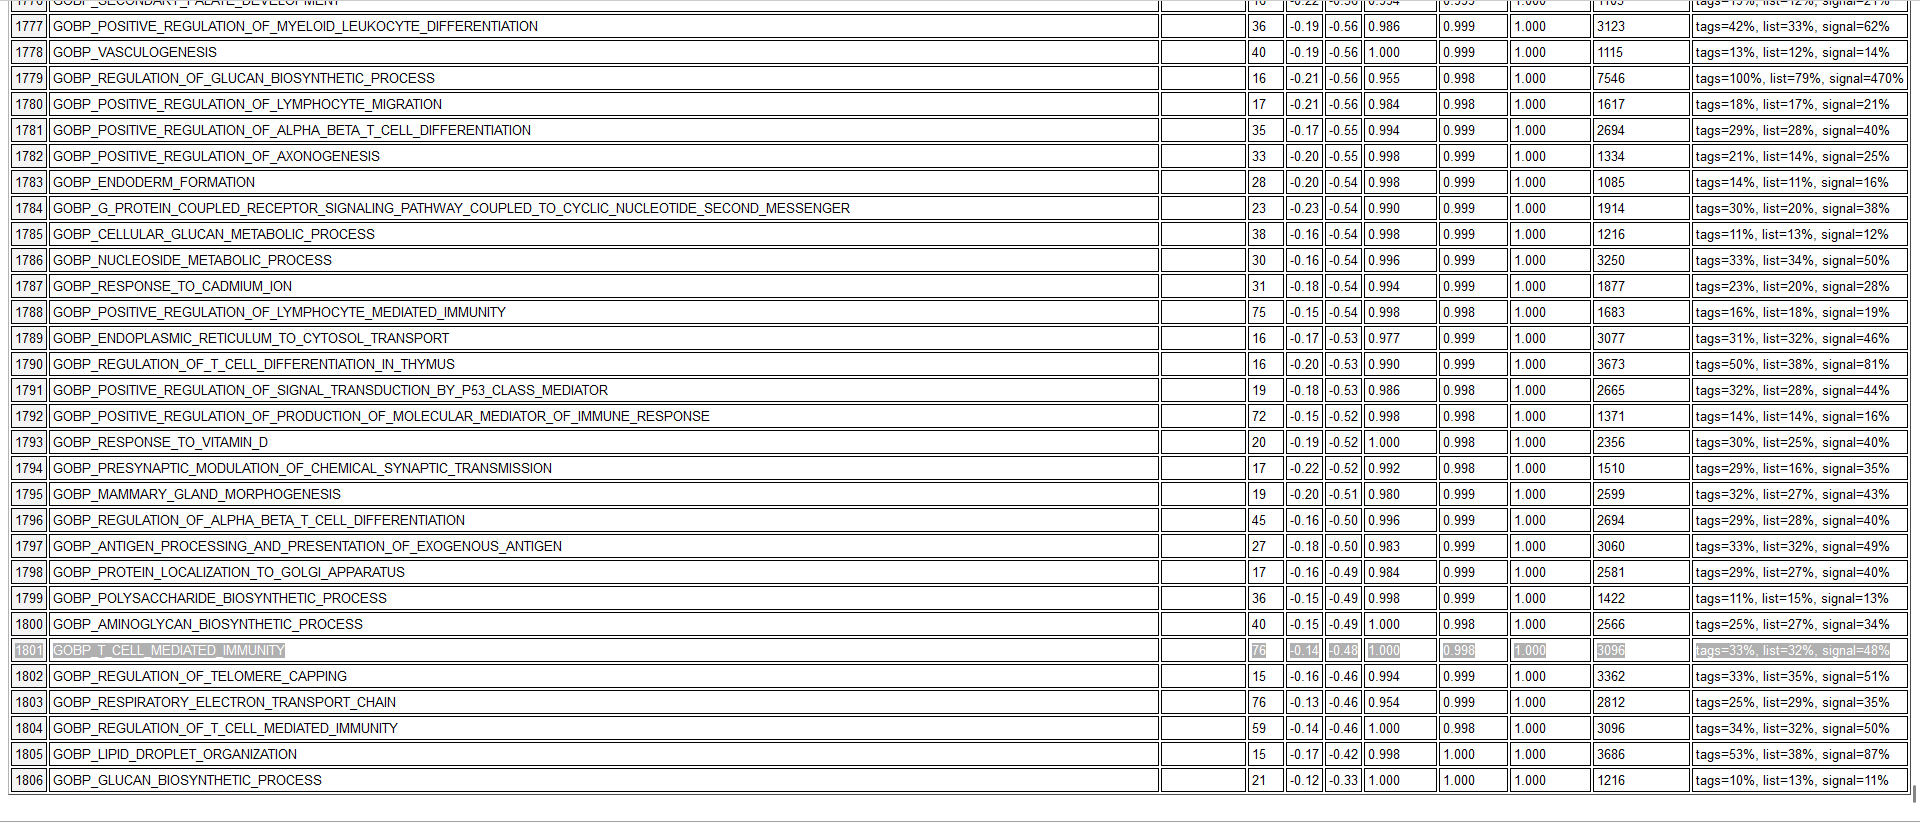 1777 GOBP_POSITIVE_REGULATION_OF_MYELOID_LEUKOCYTE_DIFFERENTIATION 36 -0.19 -0.56 0.986 0.999 1.000 3123 tags=42%, list=33%, signal=62%
1778 GOBP_VASCULOGENESIS 40 -0.19 -0.56 1.000 0.999 1.000 1115 tags=13%, list=12%, signal=14%
1779 GOBP_REGULATION_OF_GLUCAN_BIOSYNTHETIC_PROCESS 16 -0.21 -0.56 0.955 0.998 1.000 7546 tags=100%, list=79%, signal=470%
1780 GOBP_POSITIVE_REGULATION_OF_LYMPHOCYTE_MIGRATION 17 -0.21 -0.56 0.984 0.998 1.000 1617 tags=18%, list=17%, signal=21%
1781 GOBP_POSITIVE_REGULATION_OF_ALPHA_BETA_T_CELL_DIFFERENTIATION 35 -0.17 -0.55 0.994 0.999 1.000 2694 tags=29%, list=28%, signal=40%
1782 GOBP_POSITIVE_REGULATION_OF_AXONOGENESIS 33 -0.20 -0.55 0.998 0.999 1.000 1334 tags=21%, list=14%, signal=25%
1783 GOBP_ENDODERM_FORMATION 28 -0.20 -0.54 0.998 0.999 1.000 1085 tags=14%, list=11%, signal=16%
1784 GOBP_G_PROTEIN_COUPLED_RECEPTOR_SIGNALING_PATHWAY_COUPLED_TO_CYCLIC_NUCLEOTIDE_SECOND_MESSENGER 23 -0.23 -0.54 0.990 0.999 1.000 1914 tags=30%, list=20%, signal=38%
1785 GOBP_CELLULAR_GLUCAN_METABOLIC_PROCESS 38 -0.16 -0.54 0.998 0.999 1.000 1216 tags=11%, list=13%, signal=12%
1786 GOBP_NUCLEOSIDE_METABOLIC_PROCESS 30 -0.16 -0.54 0.996 0.999 1.000 3250 tags=33%, list=34%, signal=50%
1787 GOBP_RESPONSE_TO_CADMIUM_ION 31 -0.18 -0.54 0.994 0.999 1.000 1877 tags=23%, list=20%, signal=28%
1788 GOBP_POSITIVE_REGULATION_OF_LYMPHOCYTE_MEDIATED_IMMUNITY 75 -0.15 -0.54 0.998 0.998 1.000 1683 tags=16%, list=18%, signal=19%
1789 GOBP_ENDOPLASMIC_RETICULUM_TO_CYTOSOL_TRANSPORT 16 -0.17 -0.53 0.977 0.999 1.000 3077 tags=31%, list=32%, signal=46%
1790 GOBP_REGULATION_OF_T_CELL_DIFFERENTIATION_IN_THYMUS 16 -0.20 -0.53 0.990 0.999 1.000 3673 tags=50%, list=38%, signal=81%
1791 GOBP_POSITIVE_REGULATION_OF_SIGNAL_TRANSDUCTION_BY_P53_CLASS_MEDIATOR 19 -0.18 -0.53 0.986 0.998 1.000 2665 tags=32%, list=28%, signal=44%
1792 GOBP_POSITIVE_REGULATION_OF_PRODUCTION_OF_MOLECULAR_MEDIATOR_OF_IMMUNE_RESPONSE 72 -0.15 -0.52 0.998 0.998 1.000 1371 tags=14%, list=14%, signal=16%
1793 GOBP_RESPONSE_TO_VITAMIN_D 20 -0.19 -0.52 1.000 0.998 1.000 2356 tags=30%, list=25%, signal=40%
1794 GOBP_PRESYNAPTIC_MODULATION_OF_CHEMICAL_SYNAPTIC_TRANSMISSION 17 -0.22 -0.52 0.992 0.998 1.000 1510 tags=29%, list=16%, signal=35%
1795 GOBP_MAMMARY_GLAND_MORPHOGENESIS 19 -0.20 -0.51 0.980 0.999 1.000 2599 tags=32%, list=27%, signal=43%
1796 GOBP_REGULATION_OF_ALPHA_BETA_T_CELL_DIFFERENTIATION 45 -0.16 -0.50 0.996 0.999 1.000 2694 tags=29%, list=28%, signal=40%
1797 GOBP_ANTIGEN_PROCESSING_AND_PRESENTATION_OF_EXOGENOUS_ANTIGEN 27 -0.18 -0.50 0.983 0.999 1.000 3060 tags=33%, list=32%, signal=49%
1798 GOBP_PROTEIN_LOCALIZATION_TO_GOLGI_APPARATUS 17 -0.16 -0.49 0.984 0.999 1.000 2581 tags=29%, list=27%, signal=40%
1799 GOBP_POLYSACCHARIDE_BIOSYNTHETIC_PROCESS 36 -0.15 -0.49 0.998 0.999 1.000 1422 tags=11%, list=15%, signal=13%
1800 GOBP_AMINOGLYCAN_BIOSYNTHETIC_PROCESS 40 -0.15 -0.49 1.000 0.998 1.000 2566 tags=25%, list=27%, signal=34%
1801 GOBP_T_CELL_MEDIATED_IMMUNITY 76 -0.14 -0.48 1.000 0.998 1.000 3096 tags=33%, list=32%, signal=48%
1802 GOBP_REGULATION_OF_TELOMERE_CAPPING 15 -0.16 -0.46 0.994 0.999 1.000 3362 tags=33%, list=35%, signal=51%
1803 GOBP_RESPIRATORY_ELECTRON_TRANSPORT_CHAIN 76 -0.13 -0.46 0.954 0.999 1.000 2812 tags=25%, list=29%, signal=35%
1804 GOBP_REGULATION_OF_T_CELL_MEDIATED_IMMUNITY 59 -0.14 -0.46 1.000 0.998 1.000 3096 tags=34%, list=32%, signal=50%
1805 GOBP_LIPID_DROPLET_ORGANIZATION 15 -0.17 -0.42 0.998 1.000 1.000 3686 tags=53%, list=38%, signal=87%
1806 GOBP_GLUCAN_BIOSYNTHETIC_PROCESS 21 -0.12 -0.33 1.000 1.000 1.000 1216 tags=10%, list=13%, signal=11%